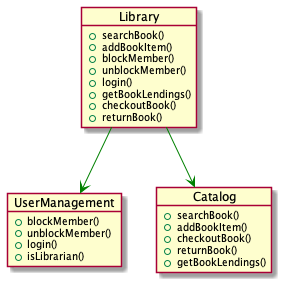 Library
searchBook()
addBookItem()
blockMember()
unblockMember()
login()
getBookLendings()
checkoutBook()
returnBook()
UserManagement
blockMember()
unblockMember()
login()
isLibrarian()
Catalog
searchBook()
addBookItem()
checkoutBook()
returnBook()
getBookLendings()